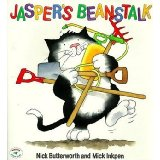 JASPER'S BEANSTALK
Nick Butterworth and Mick Inkpen